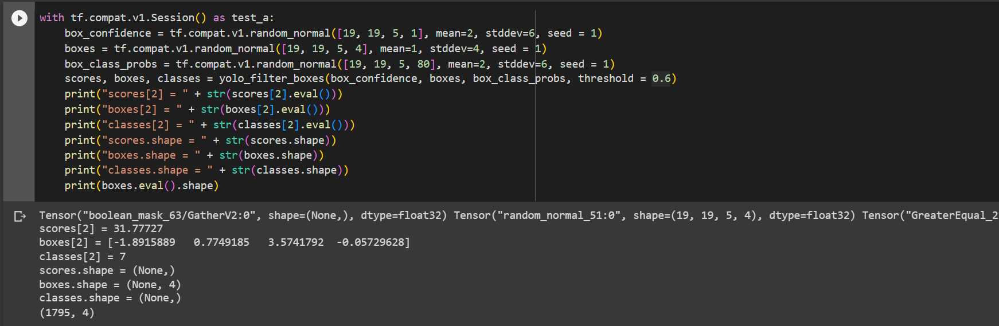 with tf.compat.v1.Session() as test_a:
    box_confidence = tf.compat.v1.random_normal([19, 19, 5, 1], mean=2, stddev=6, seed = 1)
    boxes = tf.compat.v1.random_normal([19, 19, 5, 4], mean=1, stddev=4, seed = 1)
    box_class_probs = tf.compat.v1.random_normal([19, 19, 5, 80], mean=2, stddev=6, seed = 1)
    scores, boxes, classes = yolo_filter_boxes(box_confidence, boxes, box_class_probs, threshold = 0.6)
    print("scores[2] = " + str(scores[2].eval()))
    print("boxes[2] = " + str(boxes[2].eval()))
    print("classes[2] = " + str(classes[2].eval()))
    print("scores.shape = " + str(scores.shape))
    print("boxes.shape = " + str(boxes.shape))
    print("classes.shape = " + str(classes.shape))
    print(boxes.eval().shape)
Tensor("boolean_mask_63/GatherV2:0", shape=(None,), dtype=float32) Tensor("random_normal_51:0", shape=(19, 19, 5, 4), dtype=float32) Tensor("GreaterEqual_2
scores[2] = 31.77727
boxes[2] = [-1.8915889   0.7749185   3.5741792  -0.05729628]
classes[2] = 7
scores.shape = (None,)
boxes.shape = (None, 4)
classes.shape = (None,)
(1795, 4)